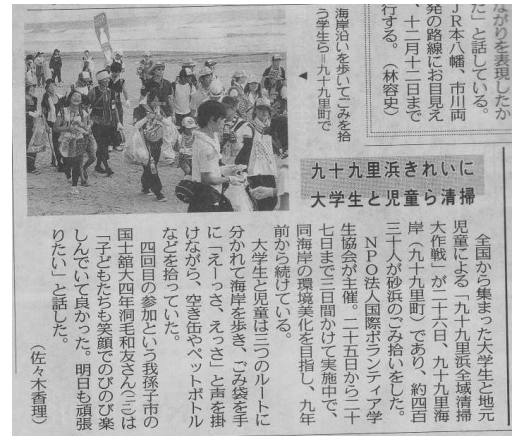 ながりを表現したか
た」と話している。
JR本八幡、市川両
発の路線にお目見え
、十二月十二日まで
行する。（林容史）
海岸沿いを歩いてごみを拾
う学生ら＝九十九里町で
九十九里浜きれいに
大学生と児童ら清掃
全国から集まった大学生と地元
児童による「九十九里浜全域清掃
大作戦」が二十六日、九十九里海
岸（九十九里町）であり、約四百
三十人が砂浜のごみ拾いをした。
NPO法人国際ボランティア学
生協会が主催。二十五日から二十
七日まで三日間かけて実施中で、
同海岸の環境美化を目指し、九年
前から続けている。
大学生と児童は三つのルートに
分かれて海岸を歩き、ごみ袋を手
に「えーっさ、えっさ」と声を掛
けながら、空き缶やペットボトル
などを拾っていた。
四回目の参加という我孫子市の
国士舘大四年洞毛和友さん（二二）は
「子どもたちも笑顔でのびのび楽
しんでいて良かった。明日も頑張
りたい」と話した。
（佐々木香理）